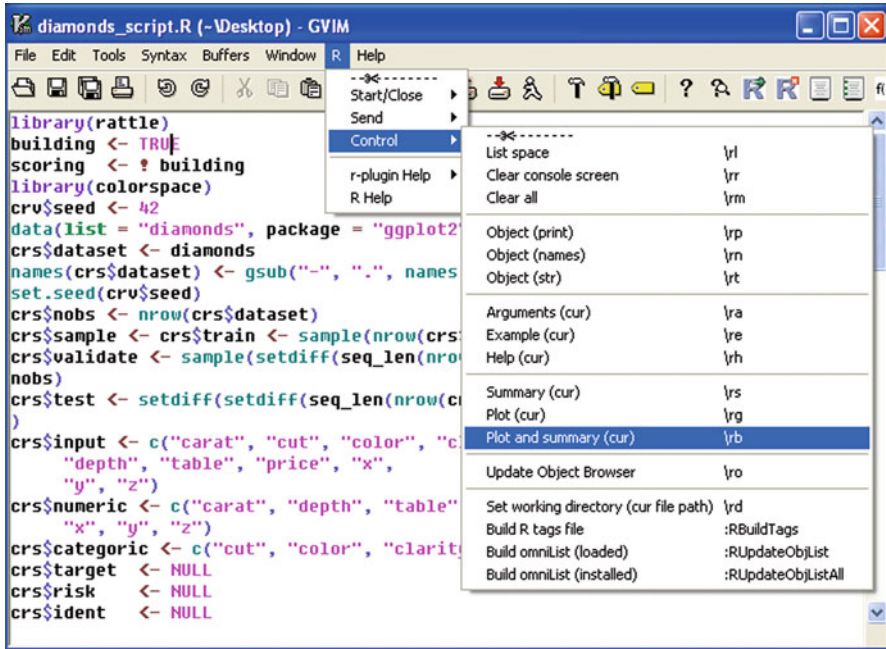 diamonds_script.R (~\Desktop) - GVIM
File Edit Tools Syntax Buffers Window R Help
Start/Close
Send
Control
r-plugin Help
R Help
List space \rl
Clear console screen \rr
Clear all \rm
Object (print) \rp
Object (names) \rn
Object (str) \rt
Arguments (cur) \ra
Example (cur) \re
Help (cur) \rh
Summary (cur) \rs
Plot (cur) \rg
Plot and summary (cur) \rb
Update Object Browser \ro
Set working directory (cur file path) \rd
Build R tags file :RBuildTags
Build omniList (loaded) :RUpdateObjList
Build omniList (installed) :RUpdateObjListAll
library(rattle)
building <- TRUE
scoring <- ! building
library(colorspace)
crv$seed <- 42
data(list = "diamonds", package = "ggplot2"
crs$dataset <- diamonds
names(crs$dataset) <- gsub("-", ".", names
set.seed(crv$seed)
crs$nobs <- nrow(crs$dataset)
crs$sample <- crs$train <- sample(nrow(crs
crs$validate <- sample(setdiff(seq_len(nro
nobs)
crs$test <- setdiff(setdiff(seq_len(nrow(c
)
crs$input <- c("carat", "cut", "color", "c
"depth", "table", "price", "x",
"y", "z")
crs$numeric <- c("carat", "depth", "table"
"x", "y", "z")
crs$categoric <- c("cut", "color", "clarit
crs$target <- NULL
crs$risk <- NULL
crs$ident <- NULL